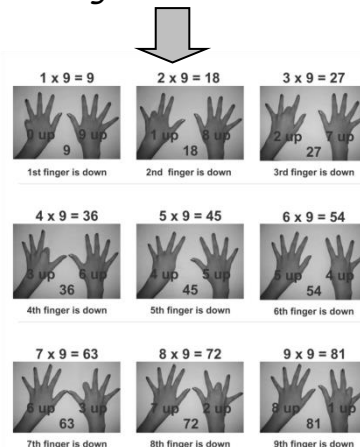 1 x 9 = 9
2 x 9 = 18
3 x 9 = 27
0 up 9 up
9
1 up 8 up
18
2 up 7 up
27
1st finger is down
2nd finger is down
3rd finger is down
4 x 9 = 36
5 x 9 = 45
6 x 9 = 54
3 up 6 up
36
4 up 5 up
45
5 up 4 up
54
4th finger is down
5th finger is down
6th finger is down
7 x 9 = 63
8 x 9 = 72
9 x 9 = 81
6 up 3 up
63
7 up 2 up
72
8 up 1 up
81
7th finger is down
8th finger is down
9th finger is down